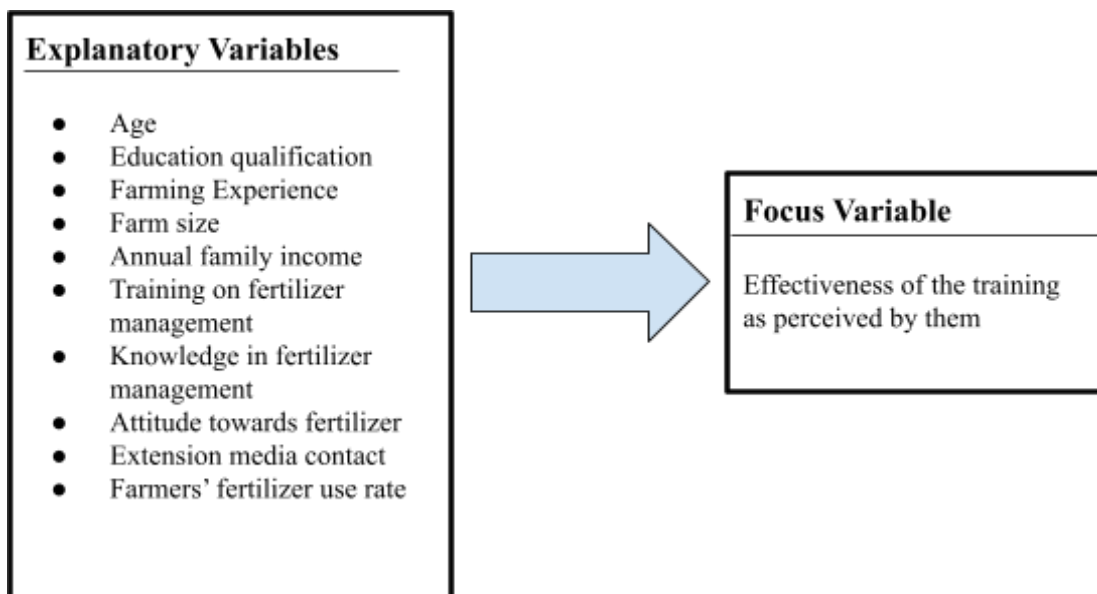 Explanatory Variables
● Age
● Education qualification
● Farming Experience
● Farm size
● Annual family income
● Training on fertilizer
management
● Knowledge in fertilizer
management
● Attitude towards fertilizer
● Extension media contact
● Farmers’ fertilizer use rate
Focus Variable
Effectiveness of the training
as perceived by them